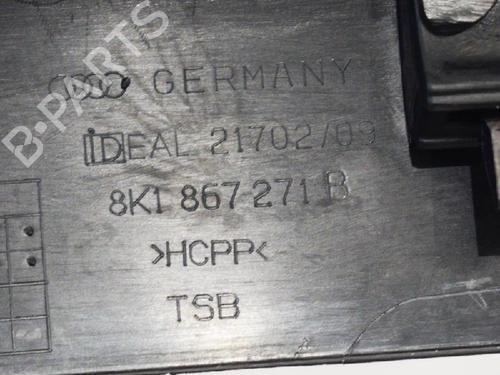 B-PARTS
GERMANY
IDEAL 21702/09
8K1 867 271 B
>HCPP<
TSB